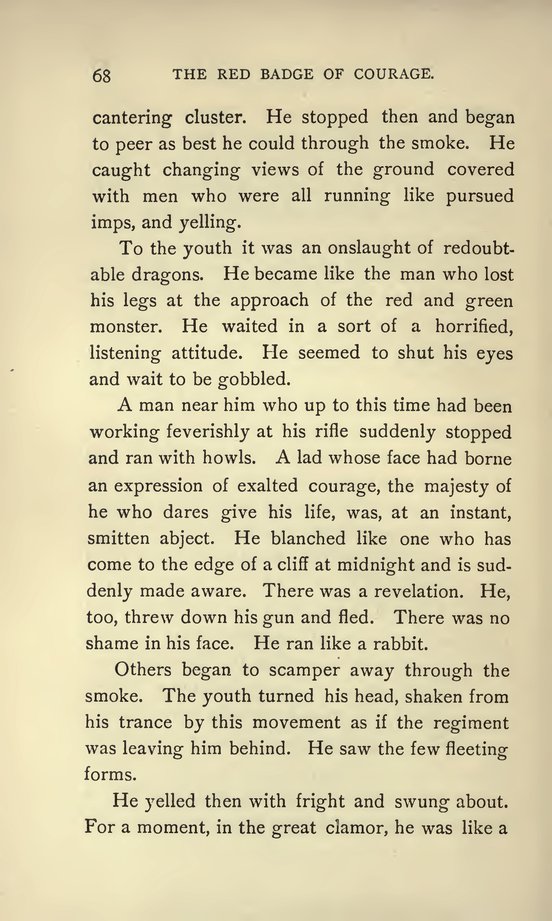 68 THE RED BADGE OF COURAGE.
cantering cluster. He stopped then and began
to peer as best he could through the smoke. He
caught changing views of the ground covered
with men who were all running like pursued
imps, and yelling.
To the youth it was an onslaught of redoubt-
able dragons. He became like the man who lost
his legs at the approach of the red and green
monster. He waited in a sort of a horrified,
listening attitude. He seemed to shut his eyes
and wait to be gobbled.
A man near him who up to this time had been
working feverishly at his rifle suddenly stopped
and ran with howls. A lad whose face had borne
an expression of exalted courage, the majesty of
he who dares give his life, was, at an instant,
smitten abject. He blanched like one who has
come to the edge of a cliff at midnight and is sud-
denly made aware. There was a revelation. He,
too, threw down his gun and fled. There was no
shame in his face. He ran like a rabbit.
Others began to scamper away through the
smoke. The youth turned his head, shaken from
his trance by this movement as if the regiment
was leaving him behind. He saw the few fleeting
forms.
He yelled then with fright and swung about.
For a moment, in the great clamor, he was like a